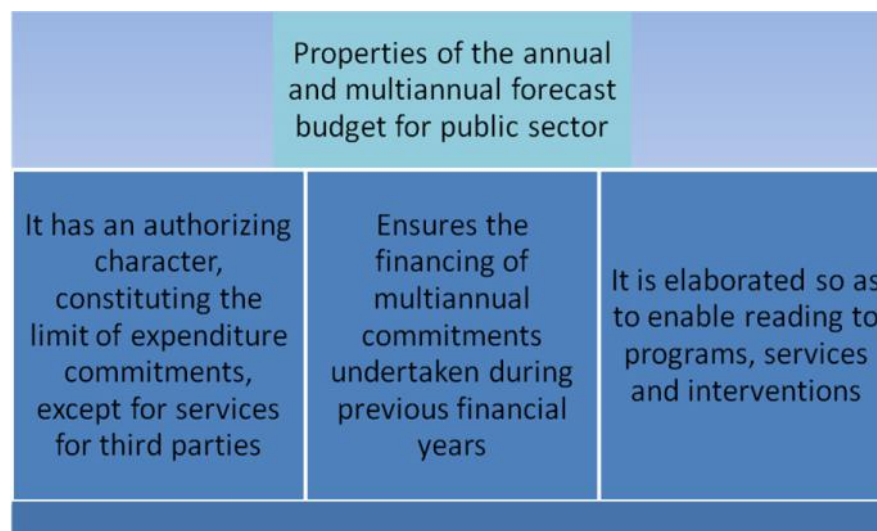 Properties of the annual
and multiannual forecast
budget for public sector
It has an authorizing
character,
constituting the
limit of expenditure
commitments,
except for services
for third parties
Ensures the
financing of
multiannual
commitments
undertaken during
previous financial
years
It is elaborated so as
to enable reading to
programs, services
and interventions